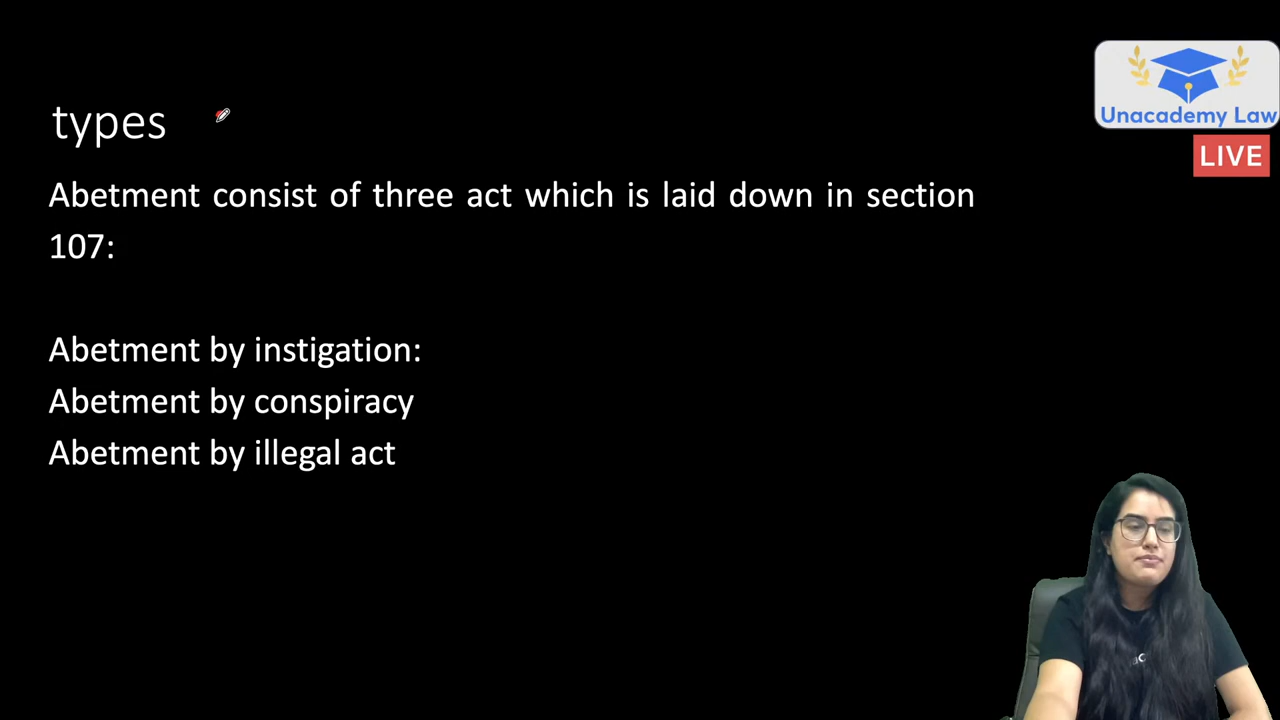 Unacademy Law
LIVE
types
Abetment consist of three act which is laid down in section
107:
Abetment by instigation:
Abetment by conspiracy
Abetment by illegal act